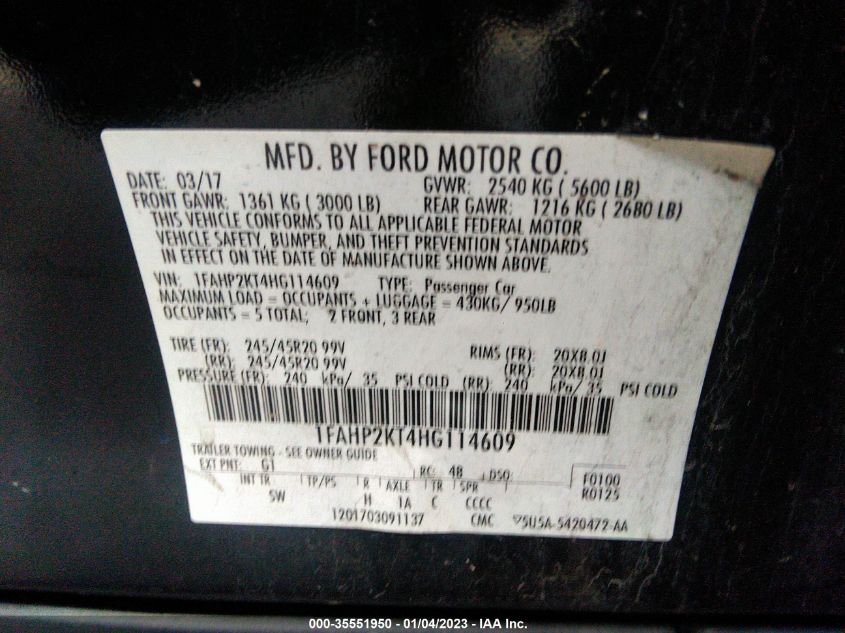 MFD. BY FORD MOTOR CO.
DATE: 03/17 GVWR: 2540 KG ( 5600 LB)
FRONT GAWR: 1361 KG ( 3000 LB) REAR GAWR: 1216 KG ( 2680 LB)
THIS VEHICLE CONFORMS TO ALL APPLICABLE FEDERAL MOTOR
VEHICLE SAFETY, BUMPER, AND THEFT PREVENTION STANDARDS
IN EFFECT ON THE DATE OF MANUFACTURE SHOWN ABOVE.
VIN: 1FAHP2KT4HG114609 TYPE: Passenger Car
MAXIMUM LOAD = OCCUPANTS + LUGGAGE = 430KG/ 950LB
OCCUPANTS = 5 TOTAL; 2 FRONT, 3 REAR
TIRE (FR): 245/45R20 99V RIMS (FR): 20X8.0J
(RR): 245/45R20 99V (RR): 20X8.0J
PRESSURE (FR): 240 kPa/ 35 PSI COLD (RR): 240 kPa/ 35 PSI COLD
1FAHP2KT4HG114609
TRAILER TOWING - SEE OWNER GUIDE
EXT PNT: G1 RC: 48 DSO: F0100
INT TR TP/PS R AXLE TR SPR R0125
5W H 1A C CCCC
1201703091137 CMC 5U5A-5420472-AA
000-35551950 - 01/04/2023 - IAA Inc.